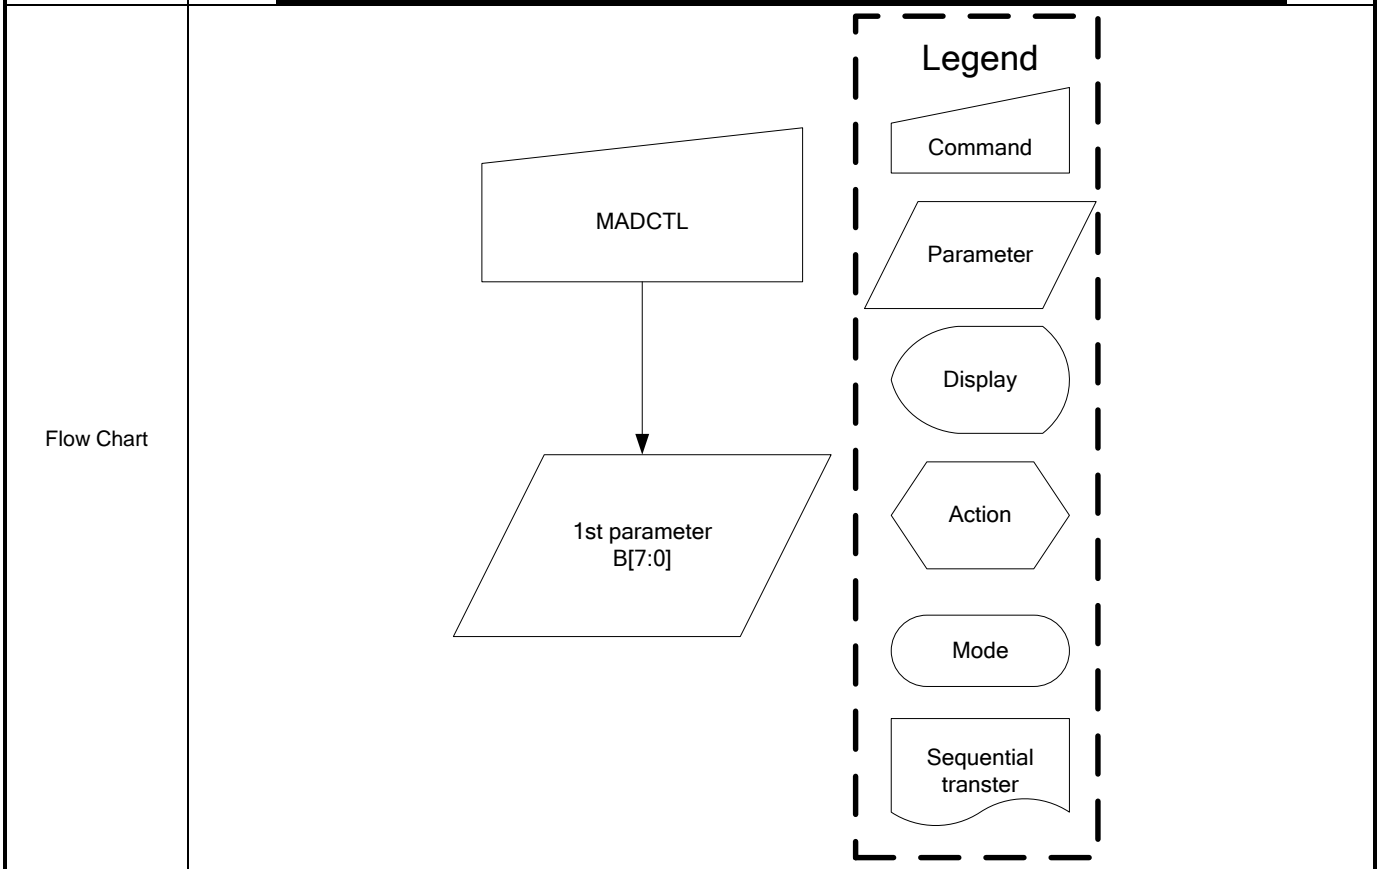 Flow Chart
MADCTL
1st parameter
B[7:0]
Legend
Command
Parameter
Display
Action
Mode
Sequential
transter